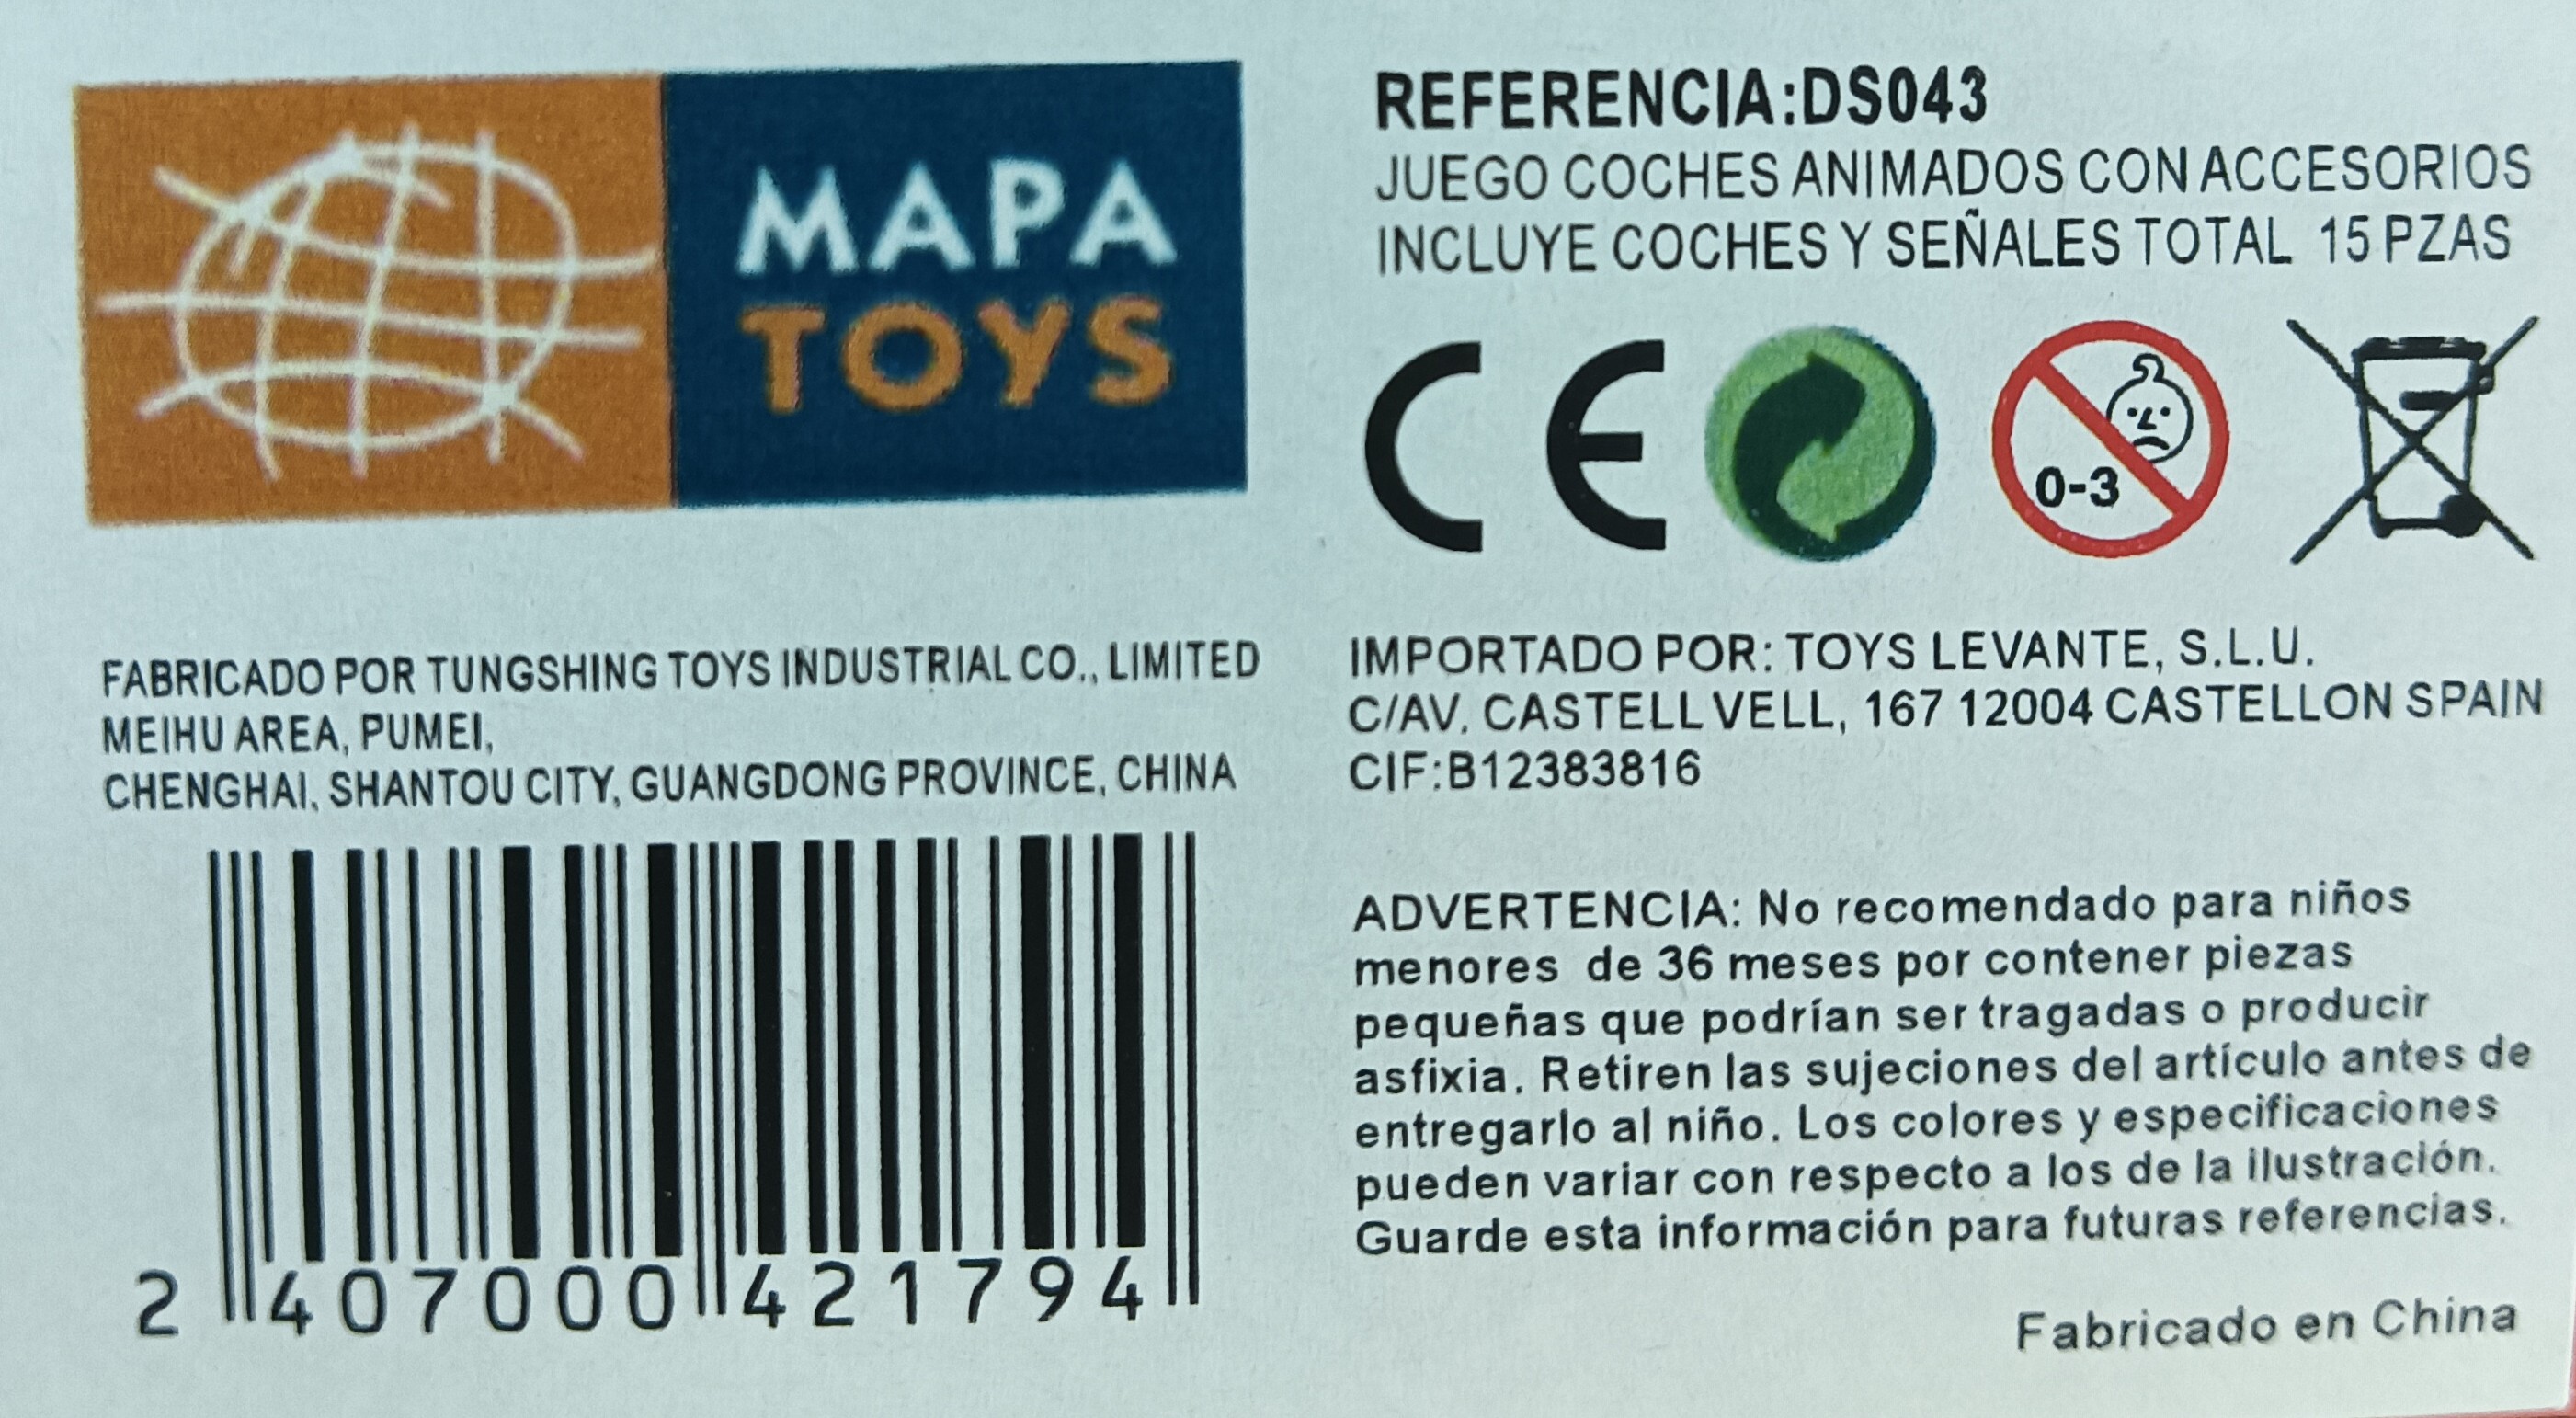 MAPA
TOYS
REFERENCIA:DS043
JUEGO COCHES ANIMADOS CON ACCESORIOS
INCLUYE COCHES Y SEÑALES TOTAL 15 PZAS
CE
0-3
FABRICADO POR TUNGSHING TOYS INDUSTRIAL CO., LIMITED
MEIHU AREA, PUMEI,
CHENGHAI, SHANTOU CITY, GUANGDONG PROVINCE, CHINA
IMPORTADO POR: TOYS LEVANTE, S.L.U.
C/AV. CASTELL VELL, 167 12004 CASTELLON SPAIN
CIF:B12383816
2 407000 421794
ADVERTENCIA: No recomendado para niños
menores de 36 meses por contener piezas
pequeñas que podrían ser tragadas o producir
asfixia. Retiren las sujeciones del artículo antes de
entregarlo al niño. Los colores y especificaciones
pueden variar con respecto a los de la ilustración.
Guarde esta información para futuras referencias.
Fabricado en China